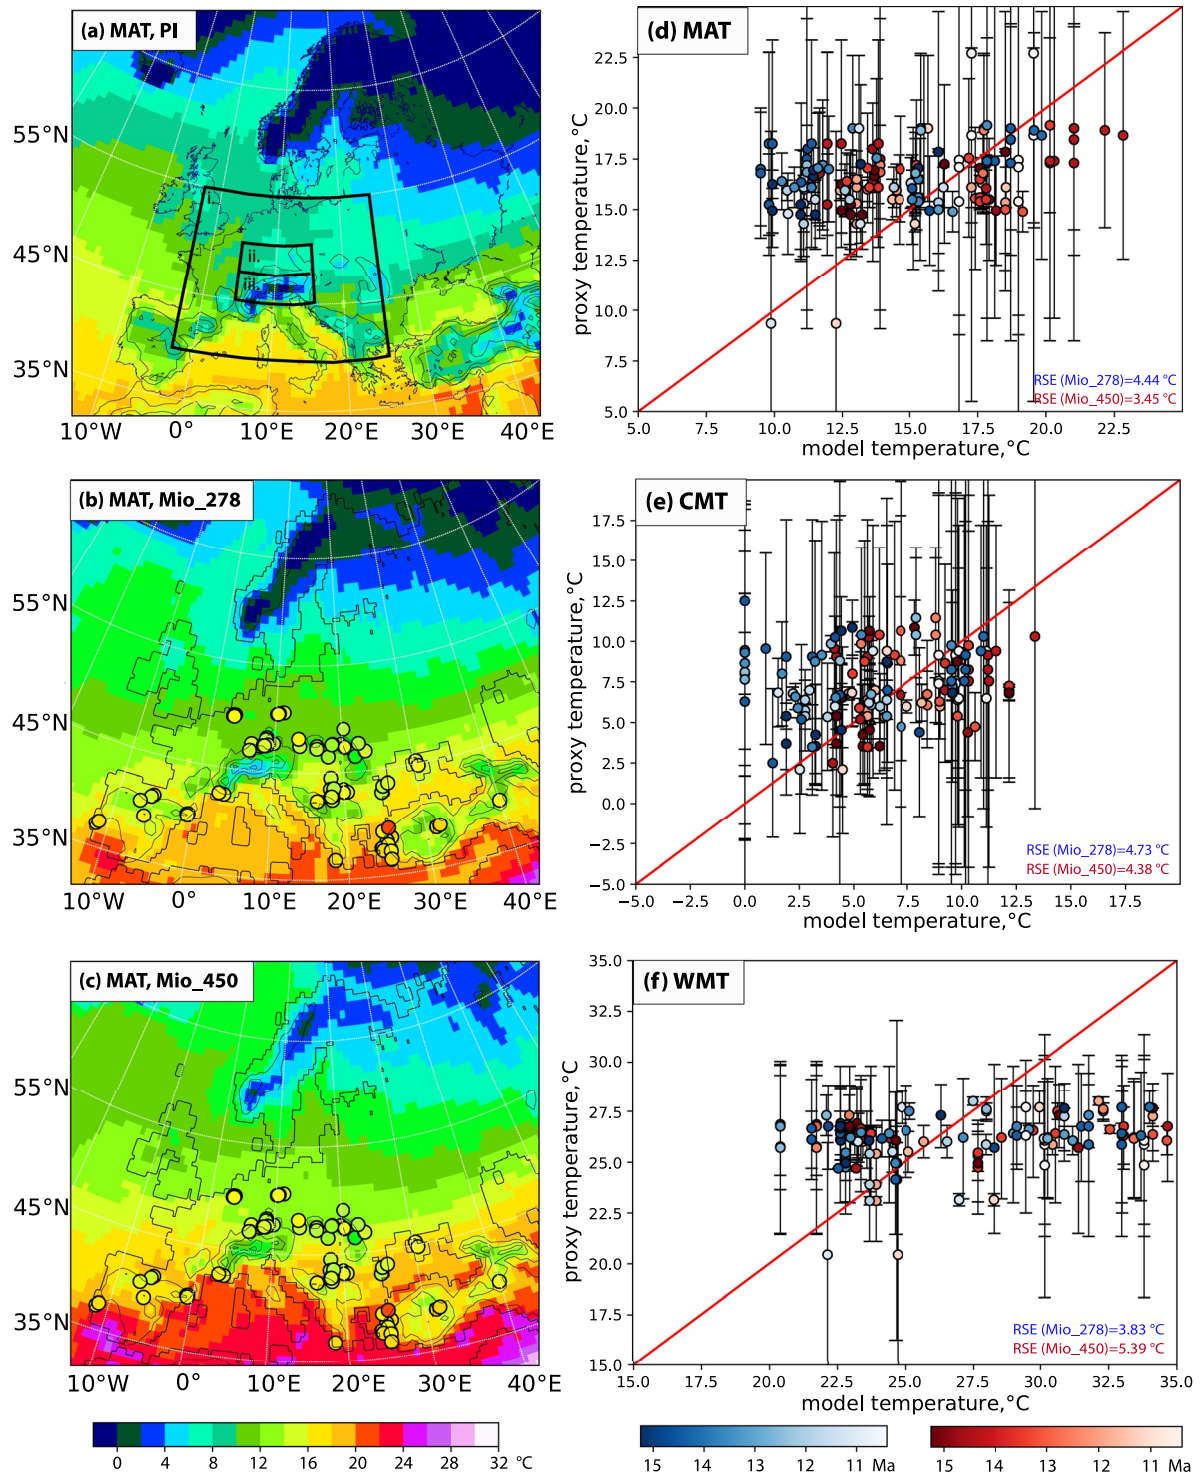 (a) MAT, PI
i.
ii.
iii.
55°N
45°N
35°N
10°W 0° 10°E 20°E 30°E 40°E
(b) MAT, Mio_278
55°N
45°N
35°N
10°W 0° 10°E 20°E 30°E 40°E
(c) MAT, Mio_450
55°N
45°N
35°N
10°W 0° 10°E 20°E 30°E 40°E
0 4 8 12 16 20 24 28 32 °C
(d) MAT
proxy temperature,°C
22.5
20.0
17.5
15.0
12.5
10.0
7.5
5.0
RSE (Mio_278)=4.44 °C
RSE (Mio_450)=3.45 °C
5.0 7.5 10.0 12.5 15.0 17.5 20.0 22.5
model temperature,°C
(e) CMT
proxy temperature,°C
17.5
15.0
12.5
10.0
7.5
5.0
2.5
0.0
−2.5
−5.0
RSE (Mio_278)=4.73 °C
RSE (Mio_450)=4.38 °C
−5.0 −2.5 0.0 2.5 5.0 7.5 10.0 12.5 15.0 17.5
model temperature,°C
(f) WMT
proxy temperature,°C
35.0
32.5
30.0
27.5
25.0
22.5
20.0
17.5
15.0
RSE (Mio_278)=3.83 °C
RSE (Mio_450)=5.39 °C
15.0 17.5 20.0 22.5 25.0 27.5 30.0 32.5 35.0
model temperature,°C
15 14 13 12 11 Ma
15 14 13 12 11 Ma